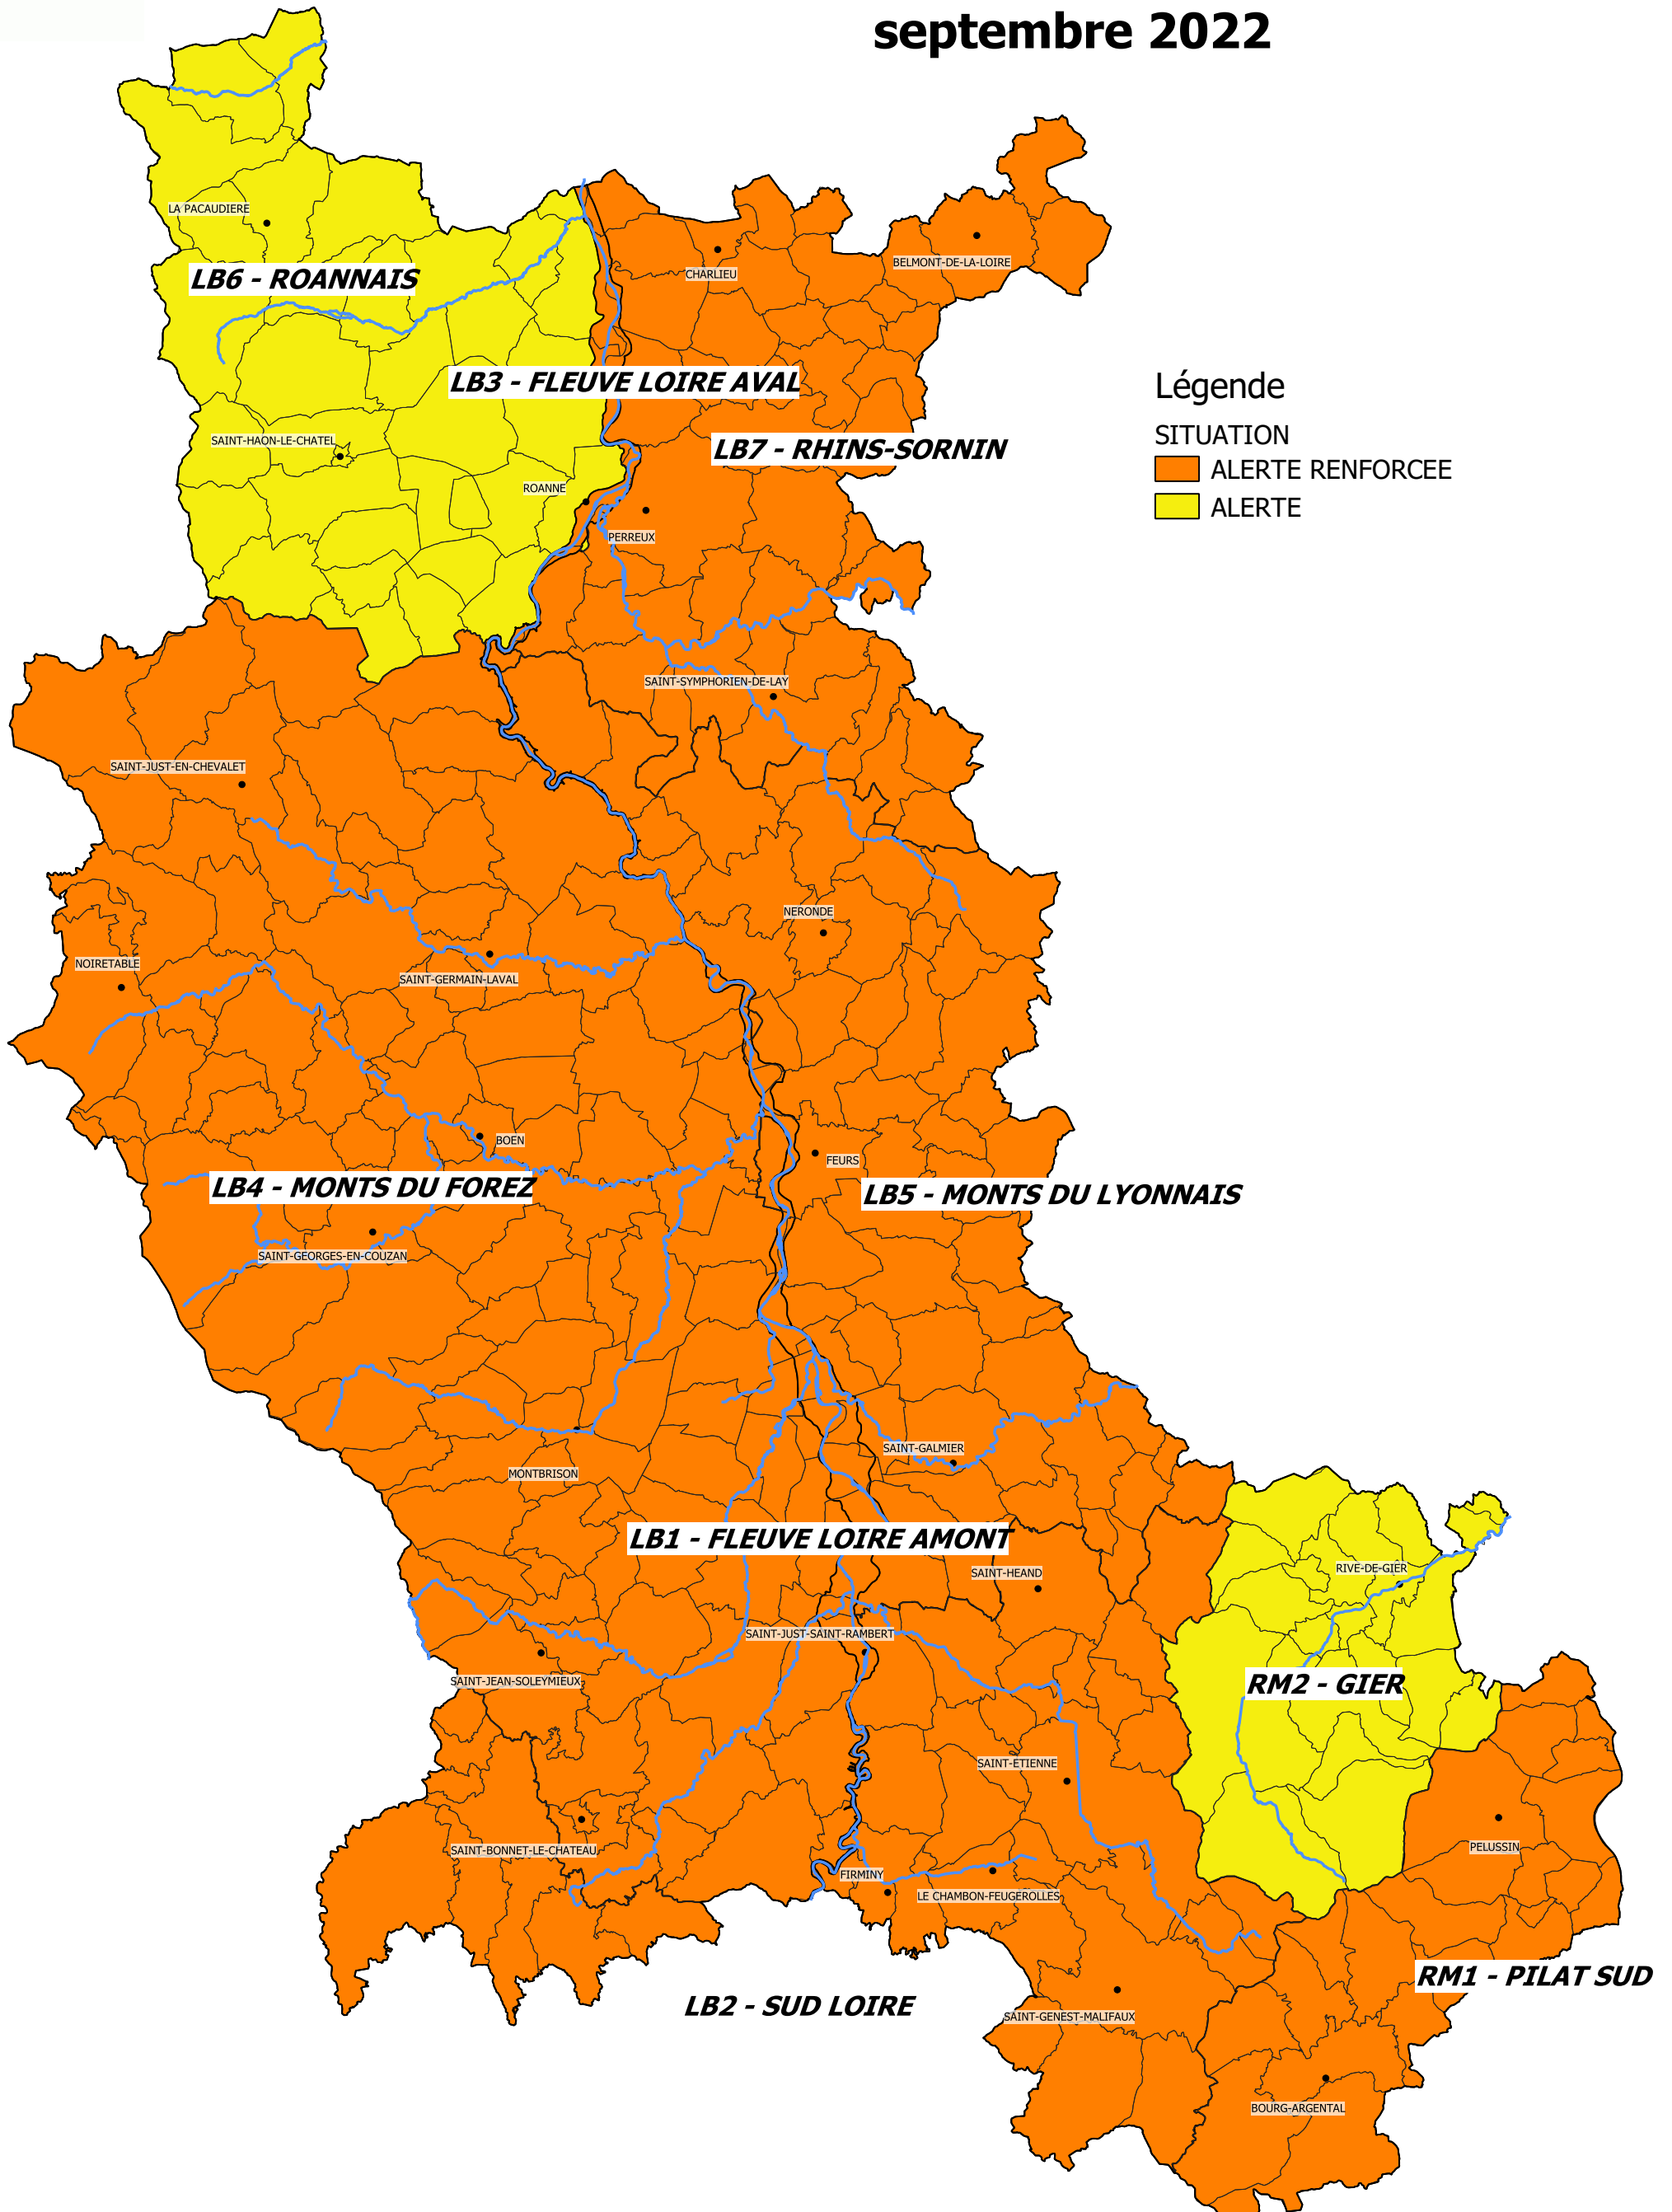 septembre 2022
LA PACAUDIERE
LB6 - ROANNAIS
CHARLIEU
BELMONT-DE-LA-LOIRE
LB3 - FLEUVE LOIRE AVAL
Légende
SITUATION
ALERTE RENFORCEE
ALERTE
SAINT-HAON-LE-CHATEL
LB7 - RHINS-SORNIN
ROANNE
PERREUX
SAINT-SYMPHORIEN-DE-LAY
SAINT-JUST-EN-CHEVALET
NERONDE
NOIRETABLE
SAINT-GERMAIN-LAVAL
BOEN
FEURS
LB4 - MONTS DU FOREZ
LB5 - MONTS DU LYONNAIS
SAINT-GEORGES-EN-COUZAN
SAINT-GALMIER
MONTBRISON
LB1 - FLEUVE LOIRE AMONT
SAINT-HEAND
RIVE-DE-GIER
SAINT-JUST-SAINT-RAMBERT
SAINT-JEAN-SOLEYMIEUX
RM2 - GIER
SAINT-ETIENNE
SAINT-BONNET-LE-CHATEAU
PELUSSIN
FIRMINY
LE CHAMBON-FEUGEROLLES
RM1 - PILAT SUD
LB2 - SUD LOIRE
SAINT-GENEST-MALIFAUX
BOURG-ARGENTAL